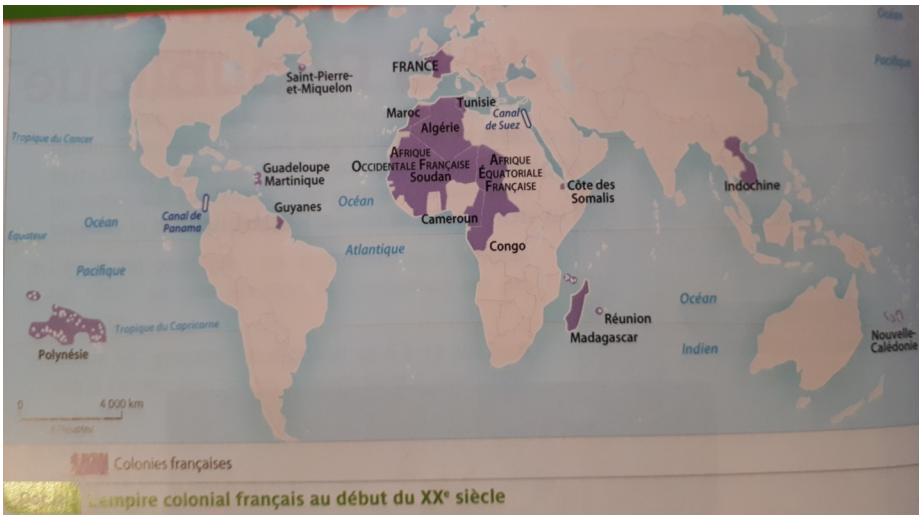 Océan
Pacifique
FRANCE
Saint-Pierre-
et-Miquelon
Tunisie
Maroc
Canal
de Suez
Algérie
Tropique du Cancer
AFRIQUE
OCCIDENTALE FRANÇAISE
Soudan
AFRIQUE
ÉQUATORIALE
FRANÇAISE
Guadeloupe
Martinique
Côte des
Somalis
Indochine
Guyanes
Océan
Canal de
Panama
Océan
Cameroun
Équateur
Atlantique
Congo
Pacifique
Océan
Réunion
Tropique du Capricorne
Madagascar
Nouvelle-
Calédonie
Polynésie
Indien
0 4 000 km
Colonies françaises
L'empire colonial français au début du XXe siècle